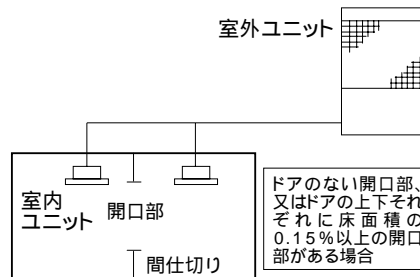 室外ユニット
室内
ユニット
開口部
間仕切り
ドアのない開口部、
又はドアの上下それ
ぞれに床面積の
0.15%以上の開口
部がある場合